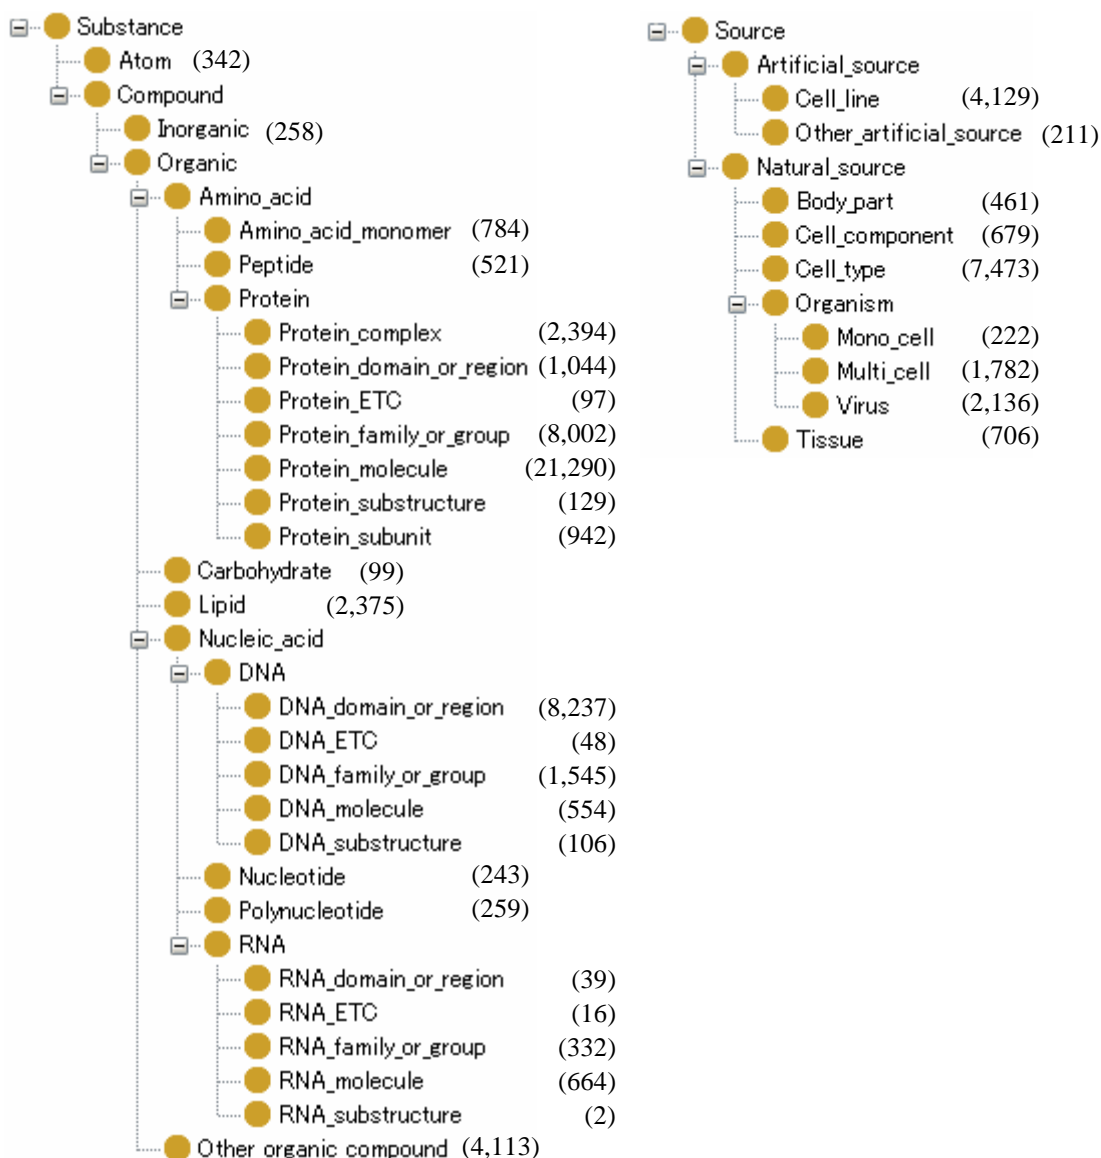 Substance
Atom (342)
Compound
Inorganic (258)
Organic
Amino_acid
Amino_acid_monomer (784)
Peptide (521)
Protein
Protein_complex (2,394)
Protein_domain_or_region (1,044)
Protein_ETC (97)
Protein_family_or_group (8,002)
Protein_molecule (21,290)
Protein_substructure (129)
Protein_subunit (942)
Carbohydrate (99)
Lipid (2,375)
Nucleic_acid
DNA
DNA_domain_or_region (8,237)
DNA_ETC (48)
DNA_family_or_group (1,545)
DNA_molecule (554)
DNA_substructure (106)
Nucleotide (243)
Polynucleotide (259)
RNA
RNA_domain_or_region (39)
RNA_ETC (16)
RNA_family_or_group (332)
RNA_molecule (664)
RNA_substructure (2)
Other organic compound (4,113)
Source
Artificial_source
Cell_line (4,129)
Other_artificial_source (211)
Natural_source
Body_part (461)
Cell_component (679)
Cell_type (7,473)
Organism
Mono_cell (222)
Multi_cell (1,782)
Virus (2,136)
Tissue (706)